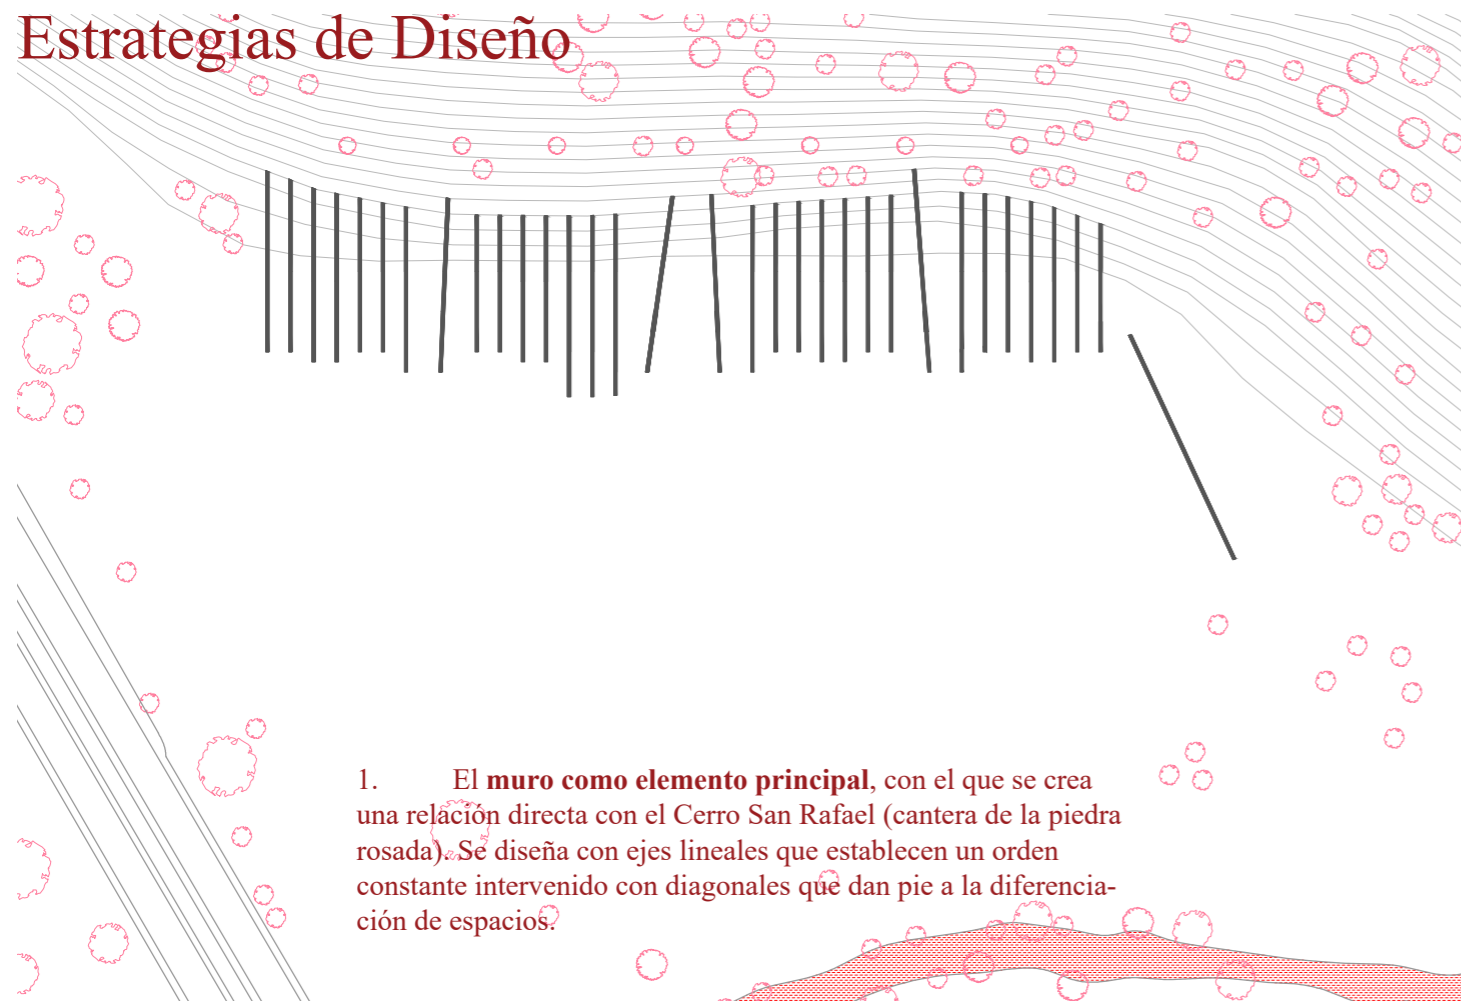 Estrategias de Diseño
1. El muro como elemento principal, con el que se crea
una relación directa con el Cerro San Rafael (cantera de la piedra
rosada). Se diseña con ejes lineales que establecen un orden
constante intervenido con diagonales que dan pie a la diferencia-
ción de espacios.